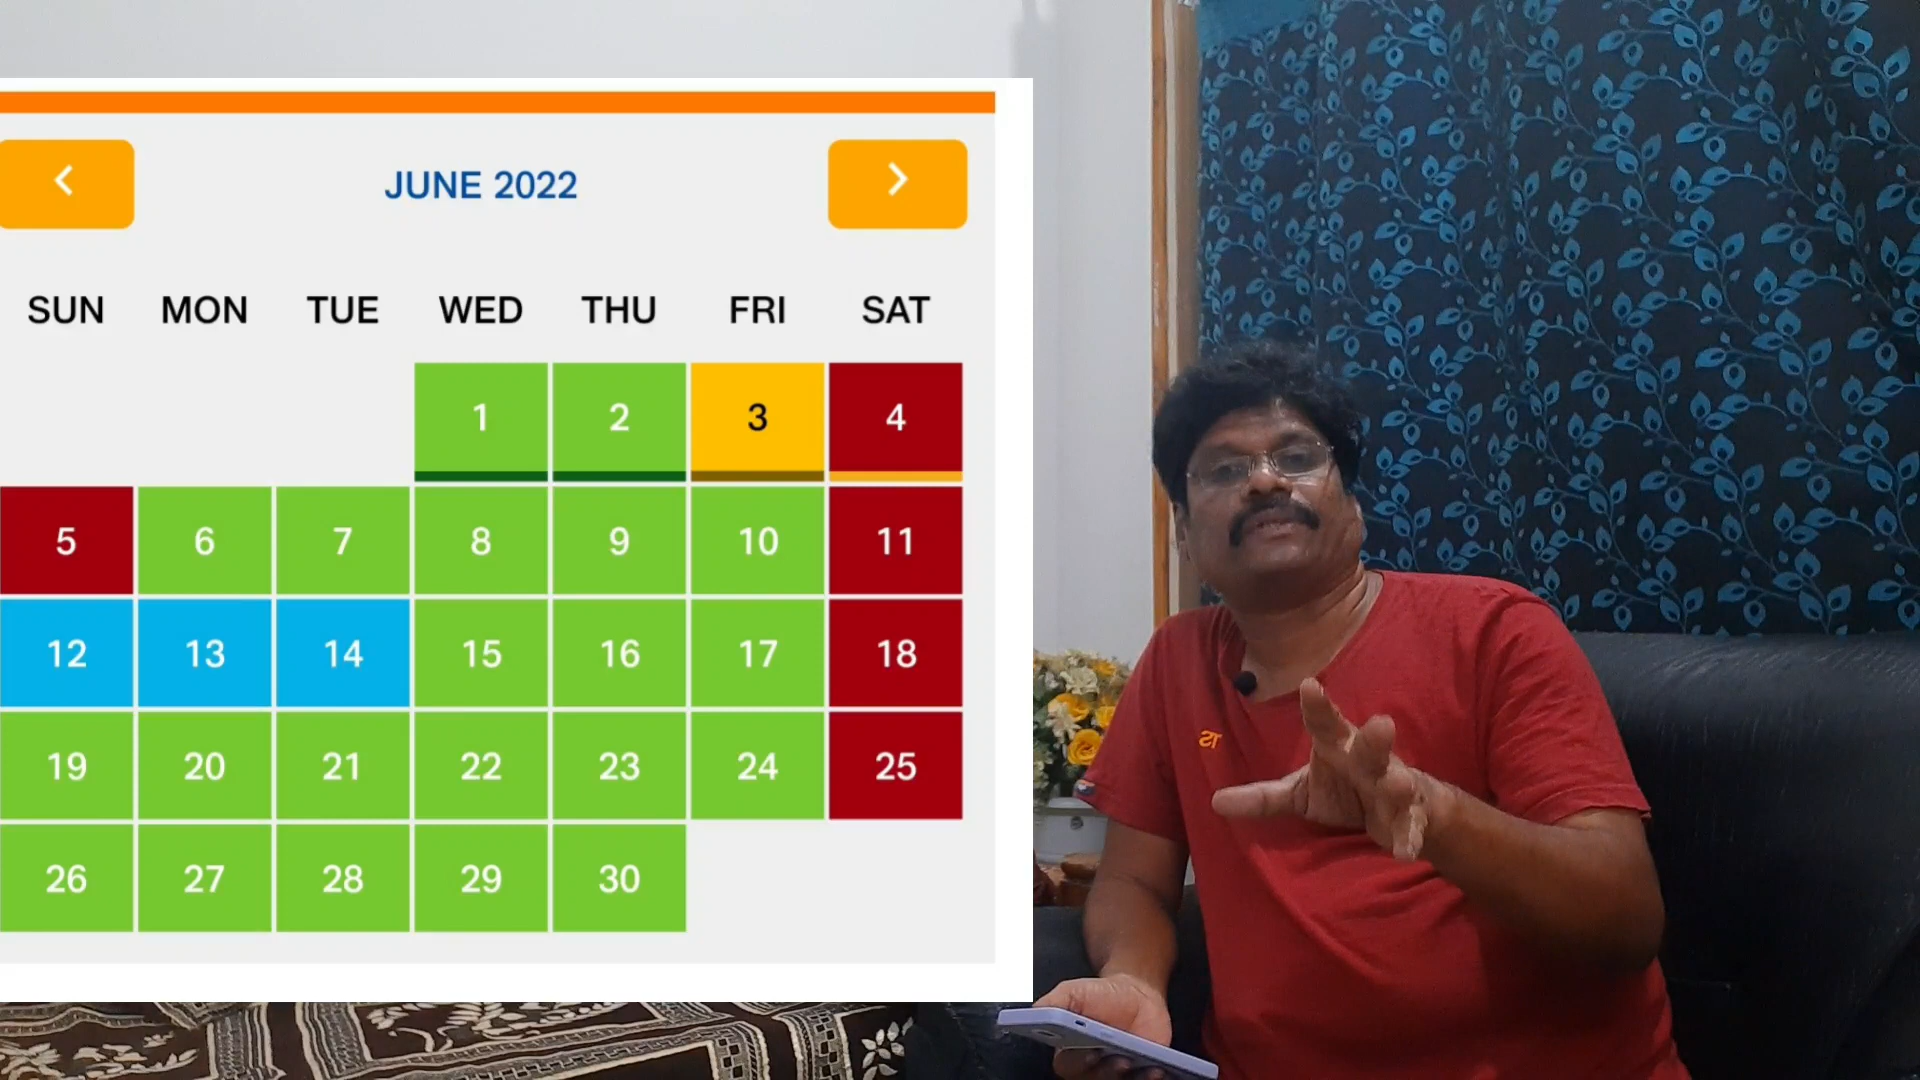 JUNE 2022
SUN MON TUE WED THU FRI SAT
1 2 3 4
5 6 7 8 9 10 11
12 13 14 15 16 17 18
19 20 21 22 23 24 25
26 27 28 29 30
टा